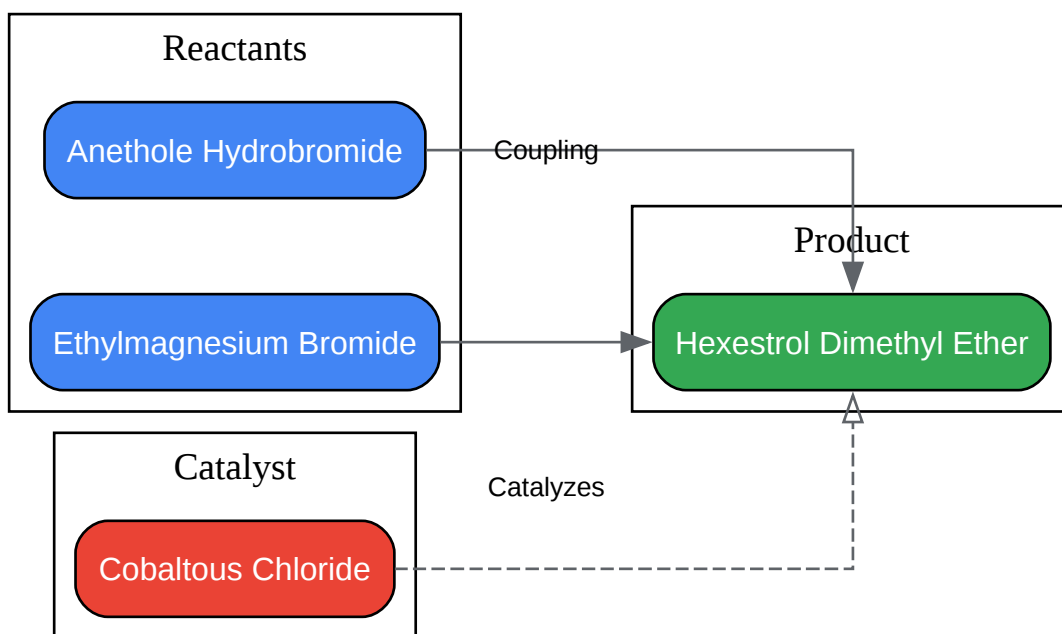 Reactants
Anethole Hydrobromide
Coupling
Product
Ethylmagnesium Bromide
Hexestrol Dimethyl Ether
Catalyst
Catalyzes
Cobaltous Chloride